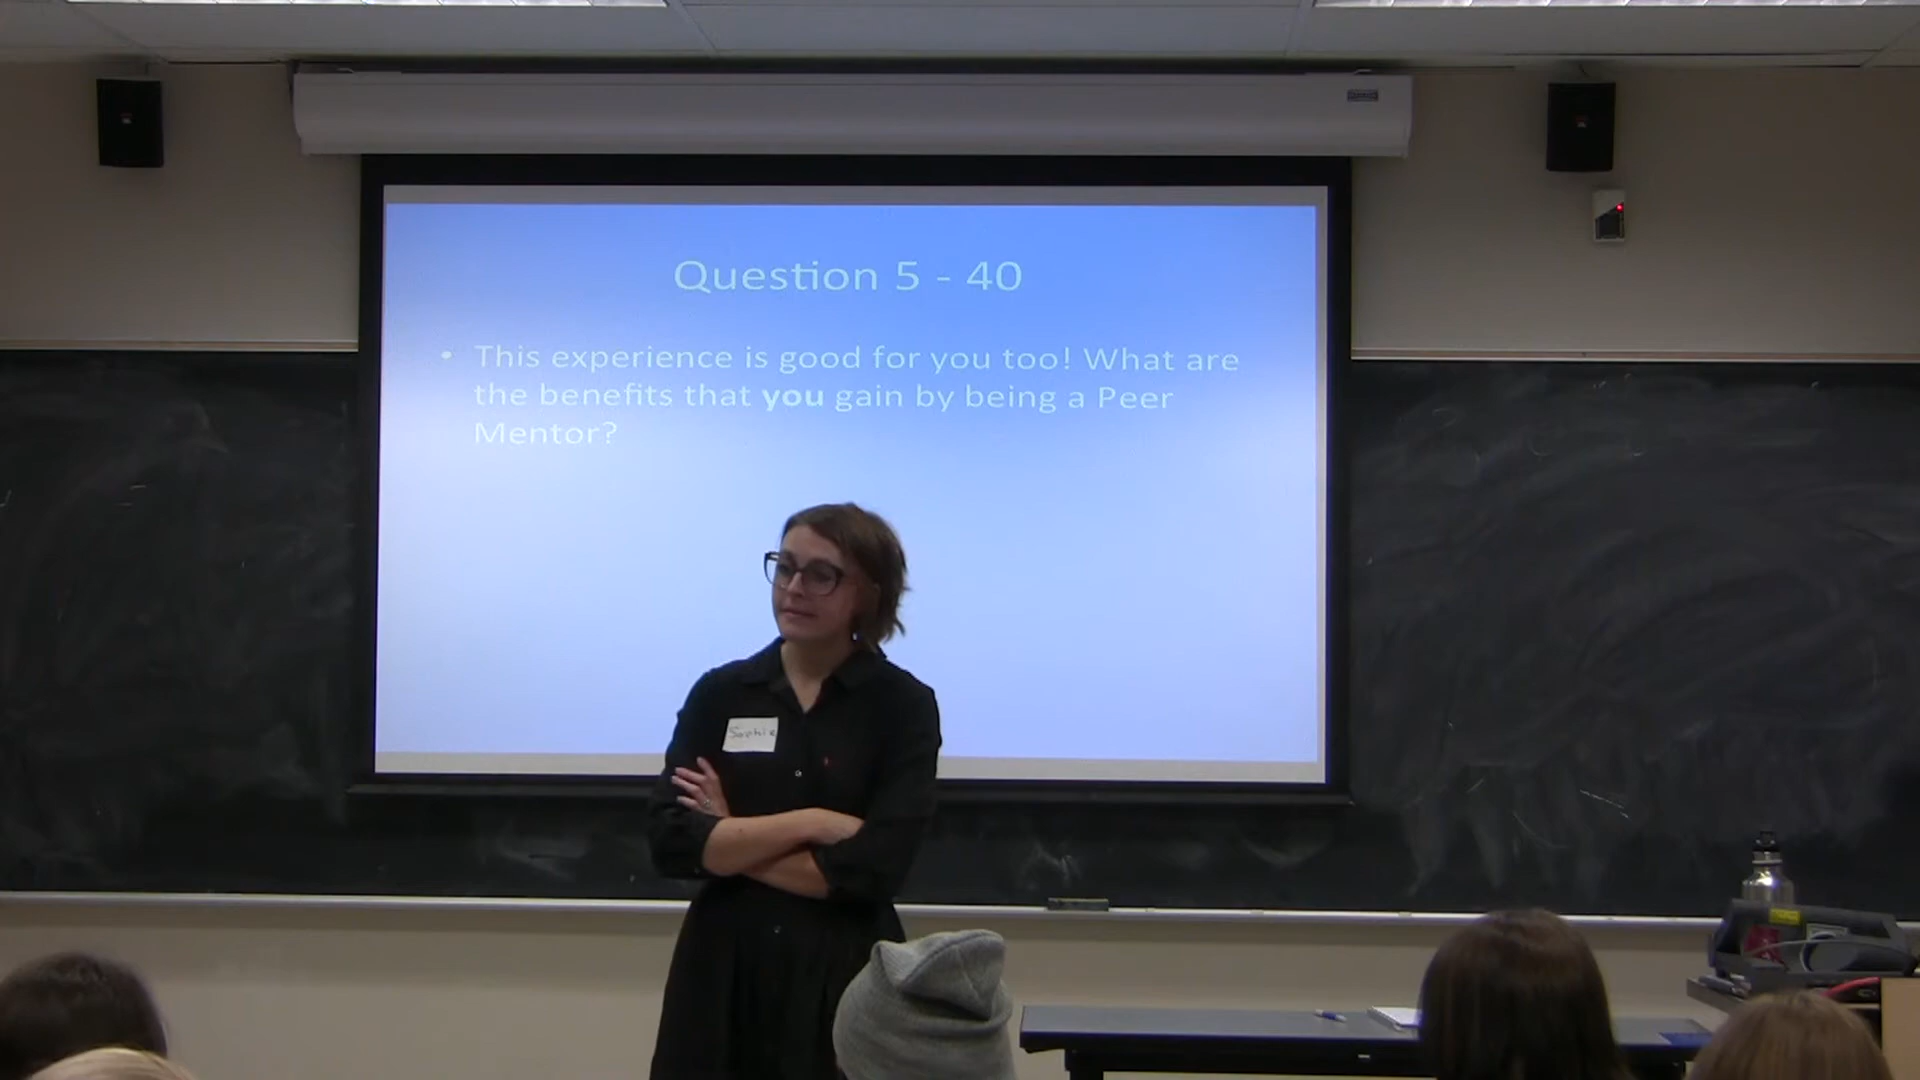 Question 5 - 40
• This experience is good for you too! What are
the benefits that you gain by being a Peer
Mentor?
Sophie